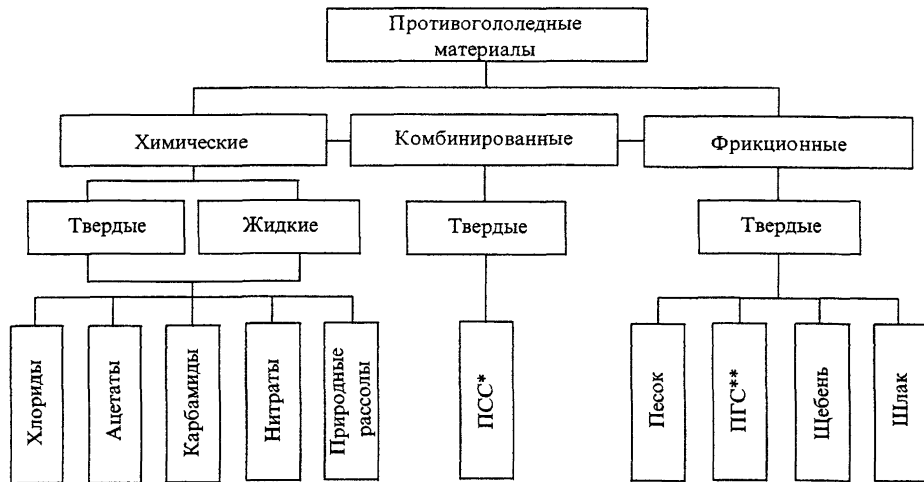 Противогололедные
материалы
Химические
Комбинированные
Фрикционные
Твердые
Жидкие
Твердые
Твердые
Хлориды
Ацетаты
Карбамиды
Нитраты
Природные
рассолы
ПСС*
Песок
ПГС**
Щебень
Шлак